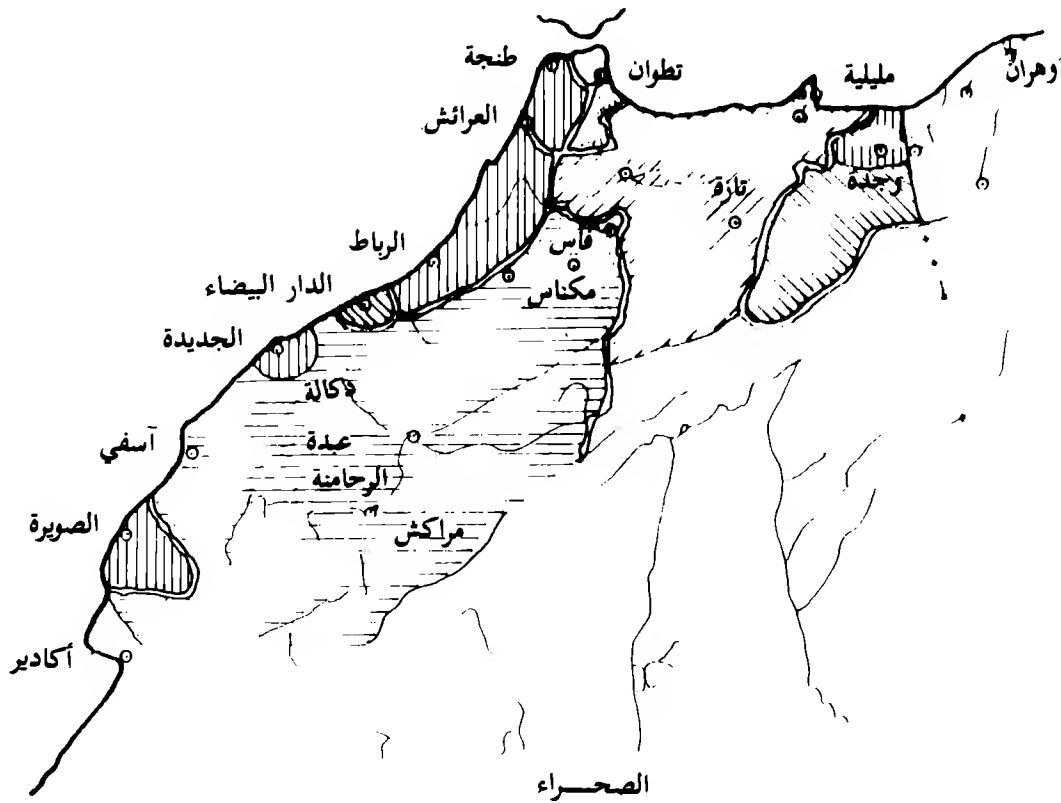 طنجة
تطوان
مليلية
وهران
العرائش
وجدة
تازة
الرباط
فاس
مكناس
الدار البيضاء
الجديدة
دكالة
آسفي
عبدة
الرحامنة
الصويرة
مراكش
أكادير
الصحـــراء